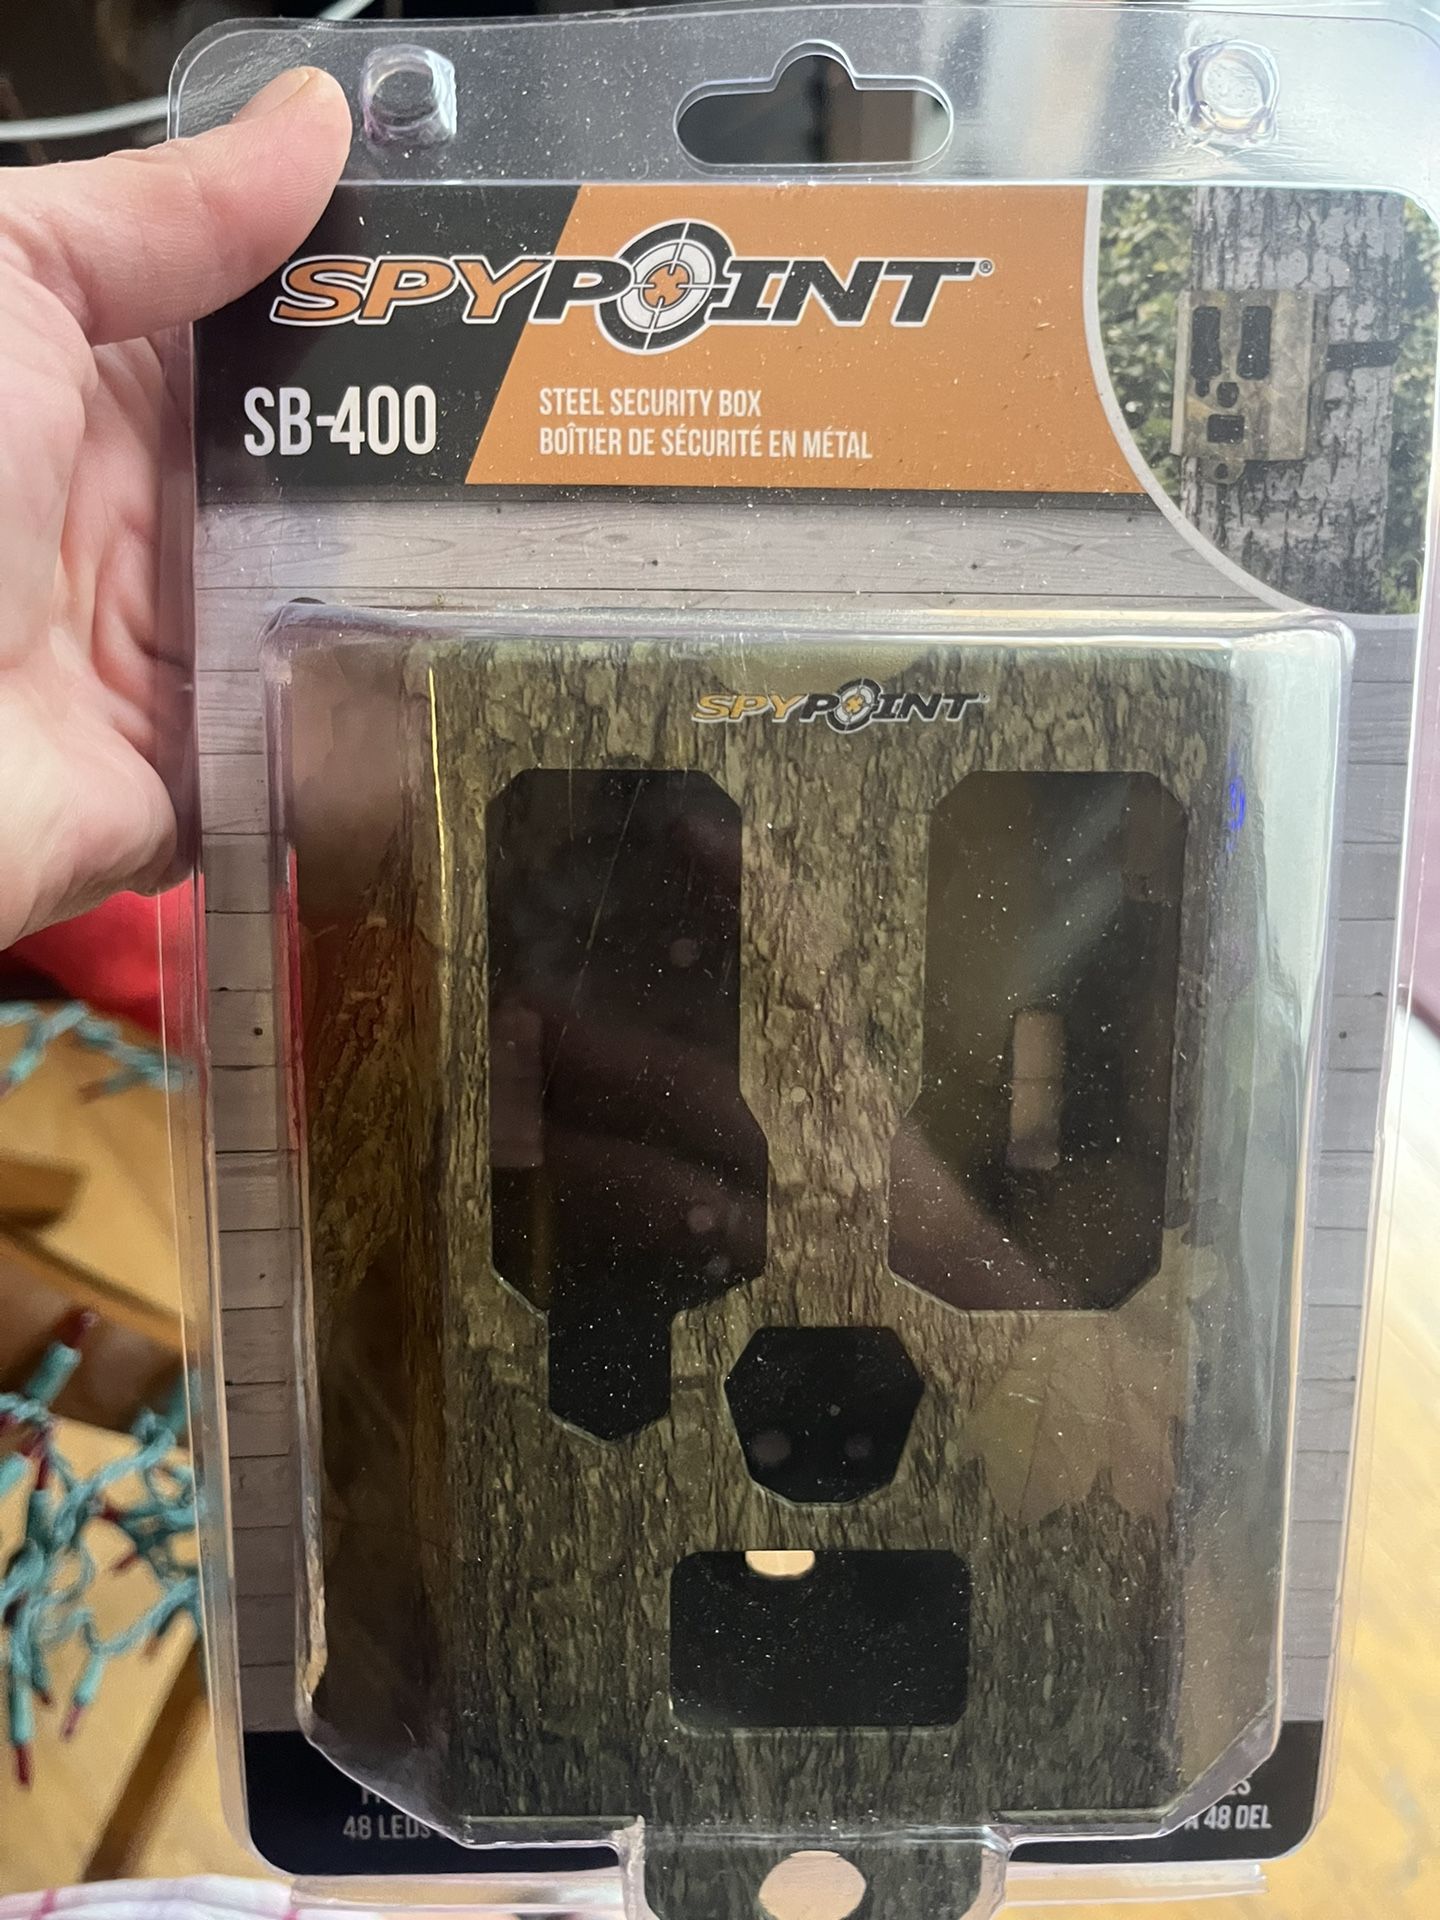 SPYPOINT®
SB-400
STEEL SECURITY BOX
BOÎTIER DE SÉCURITÉ EN MÉTAL
SPYPOINT
48 LEDS
À 48 DEL